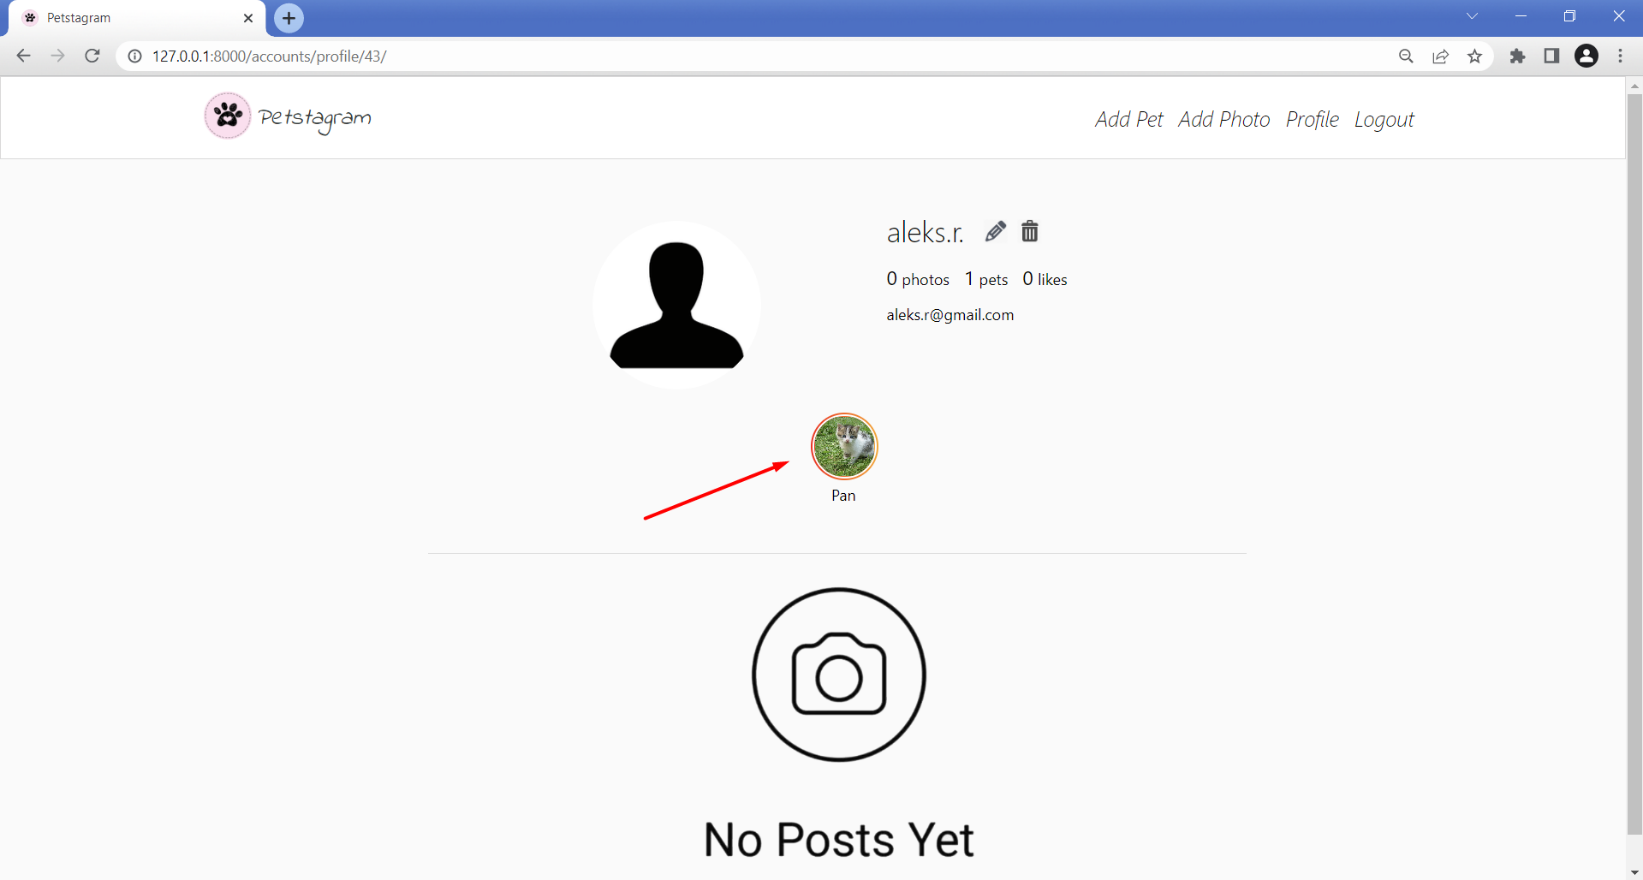 Petstagram
127.0.0.1:8000/accounts/profile/43/
Petstagram
Add Pet Add Photo Profile Logout
aleks.r.
0 photos 1 pets 0 likes
aleks.r@gmail.com
Pan
No Posts Yet